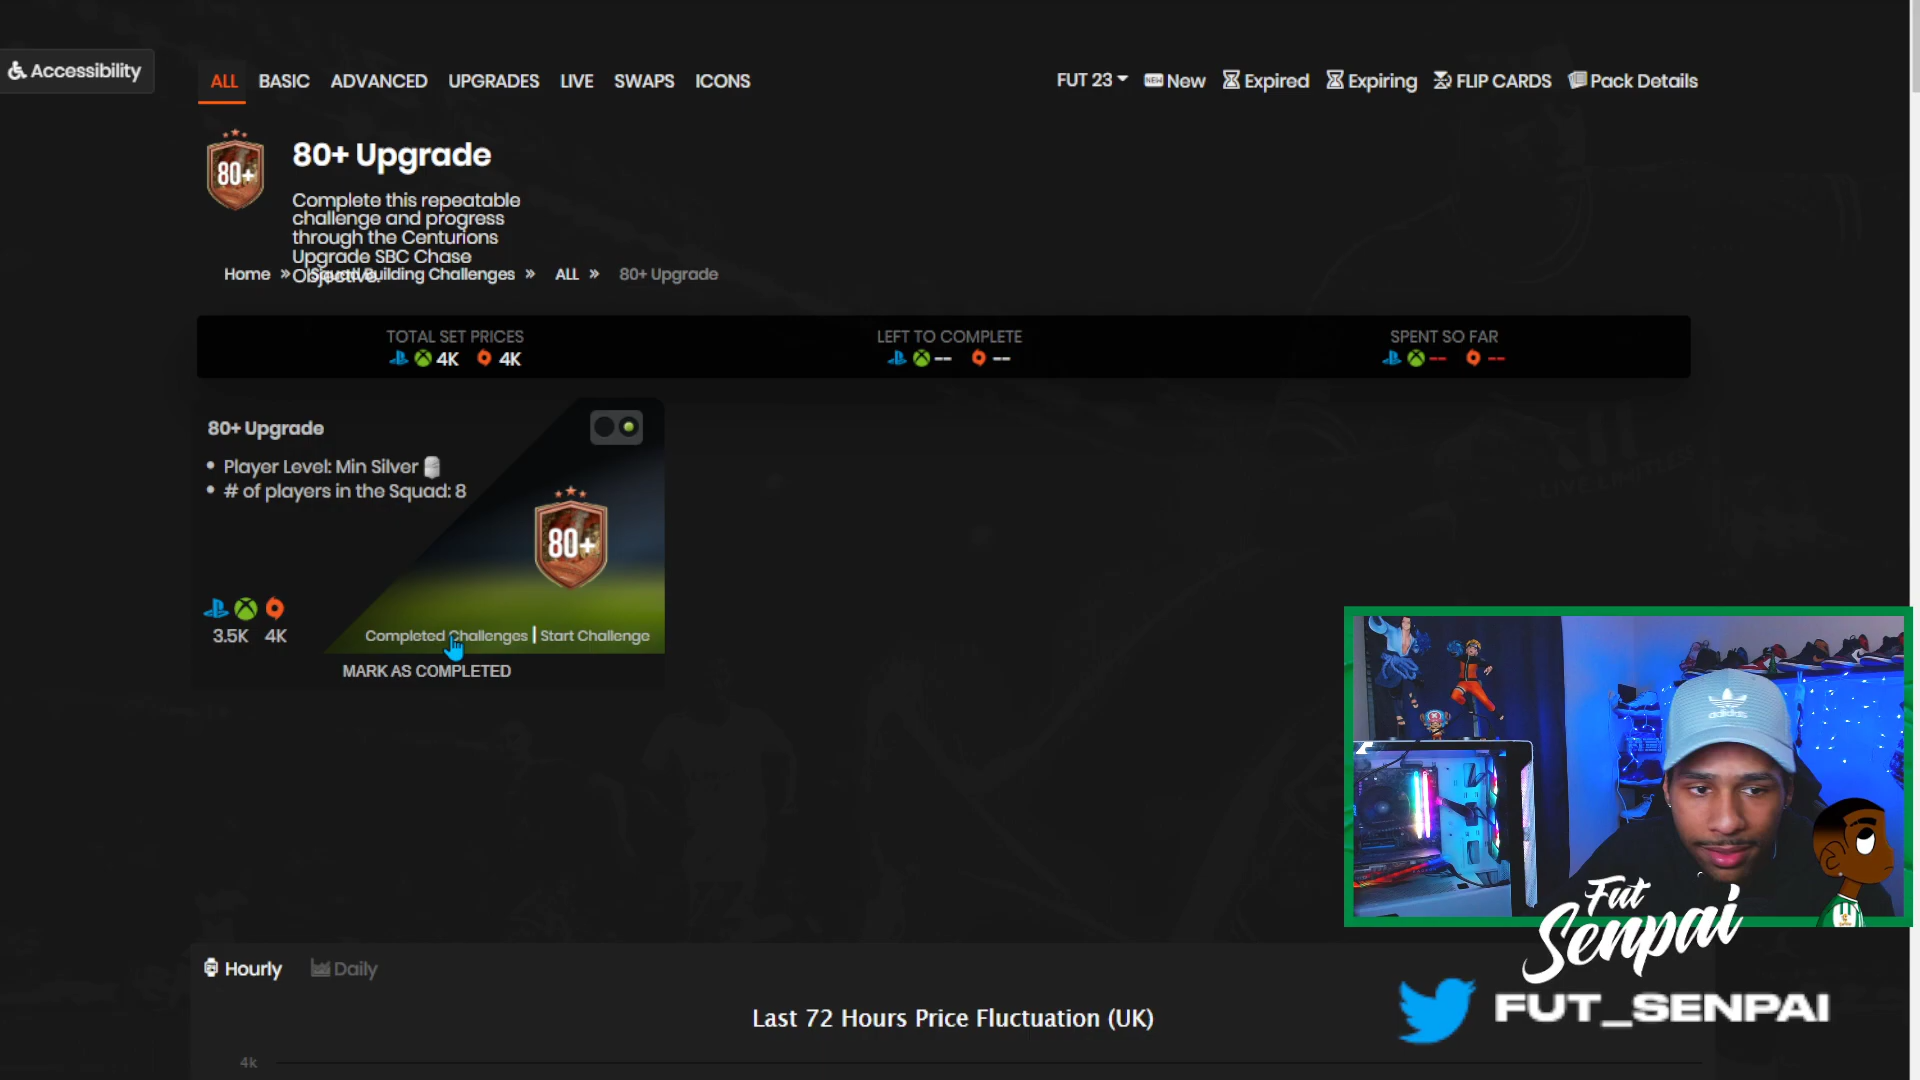 Accessibility
ALL BASIC ADVANCED UPGRADES LIVE SWAPS ICONS
FUT 23 NEW New Expired Expiring FLIP CARDS Pack Details
80+
80+ Upgrade
Complete this repeatable
challenge and progress
through the Centurions
Upgrade SBC Chase
Objective.
Home » Squad Building Challenges » ALL » 80+ Upgrade
TOTAL SET PRICES
4K 4K
LEFT TO COMPLETE
-- --
SPENT SO FAR
-- --
80+ Upgrade
• Player Level: Min Silver
• # of players in the Squad: 8
80+
3.5K 4K
Completed Challenges | Start Challenge
MARK AS COMPLETED
adidas
Fut
Senpai
FUT_SENPAI
Hourly Daily
Last 72 Hours Price Fluctuation (UK)
4k